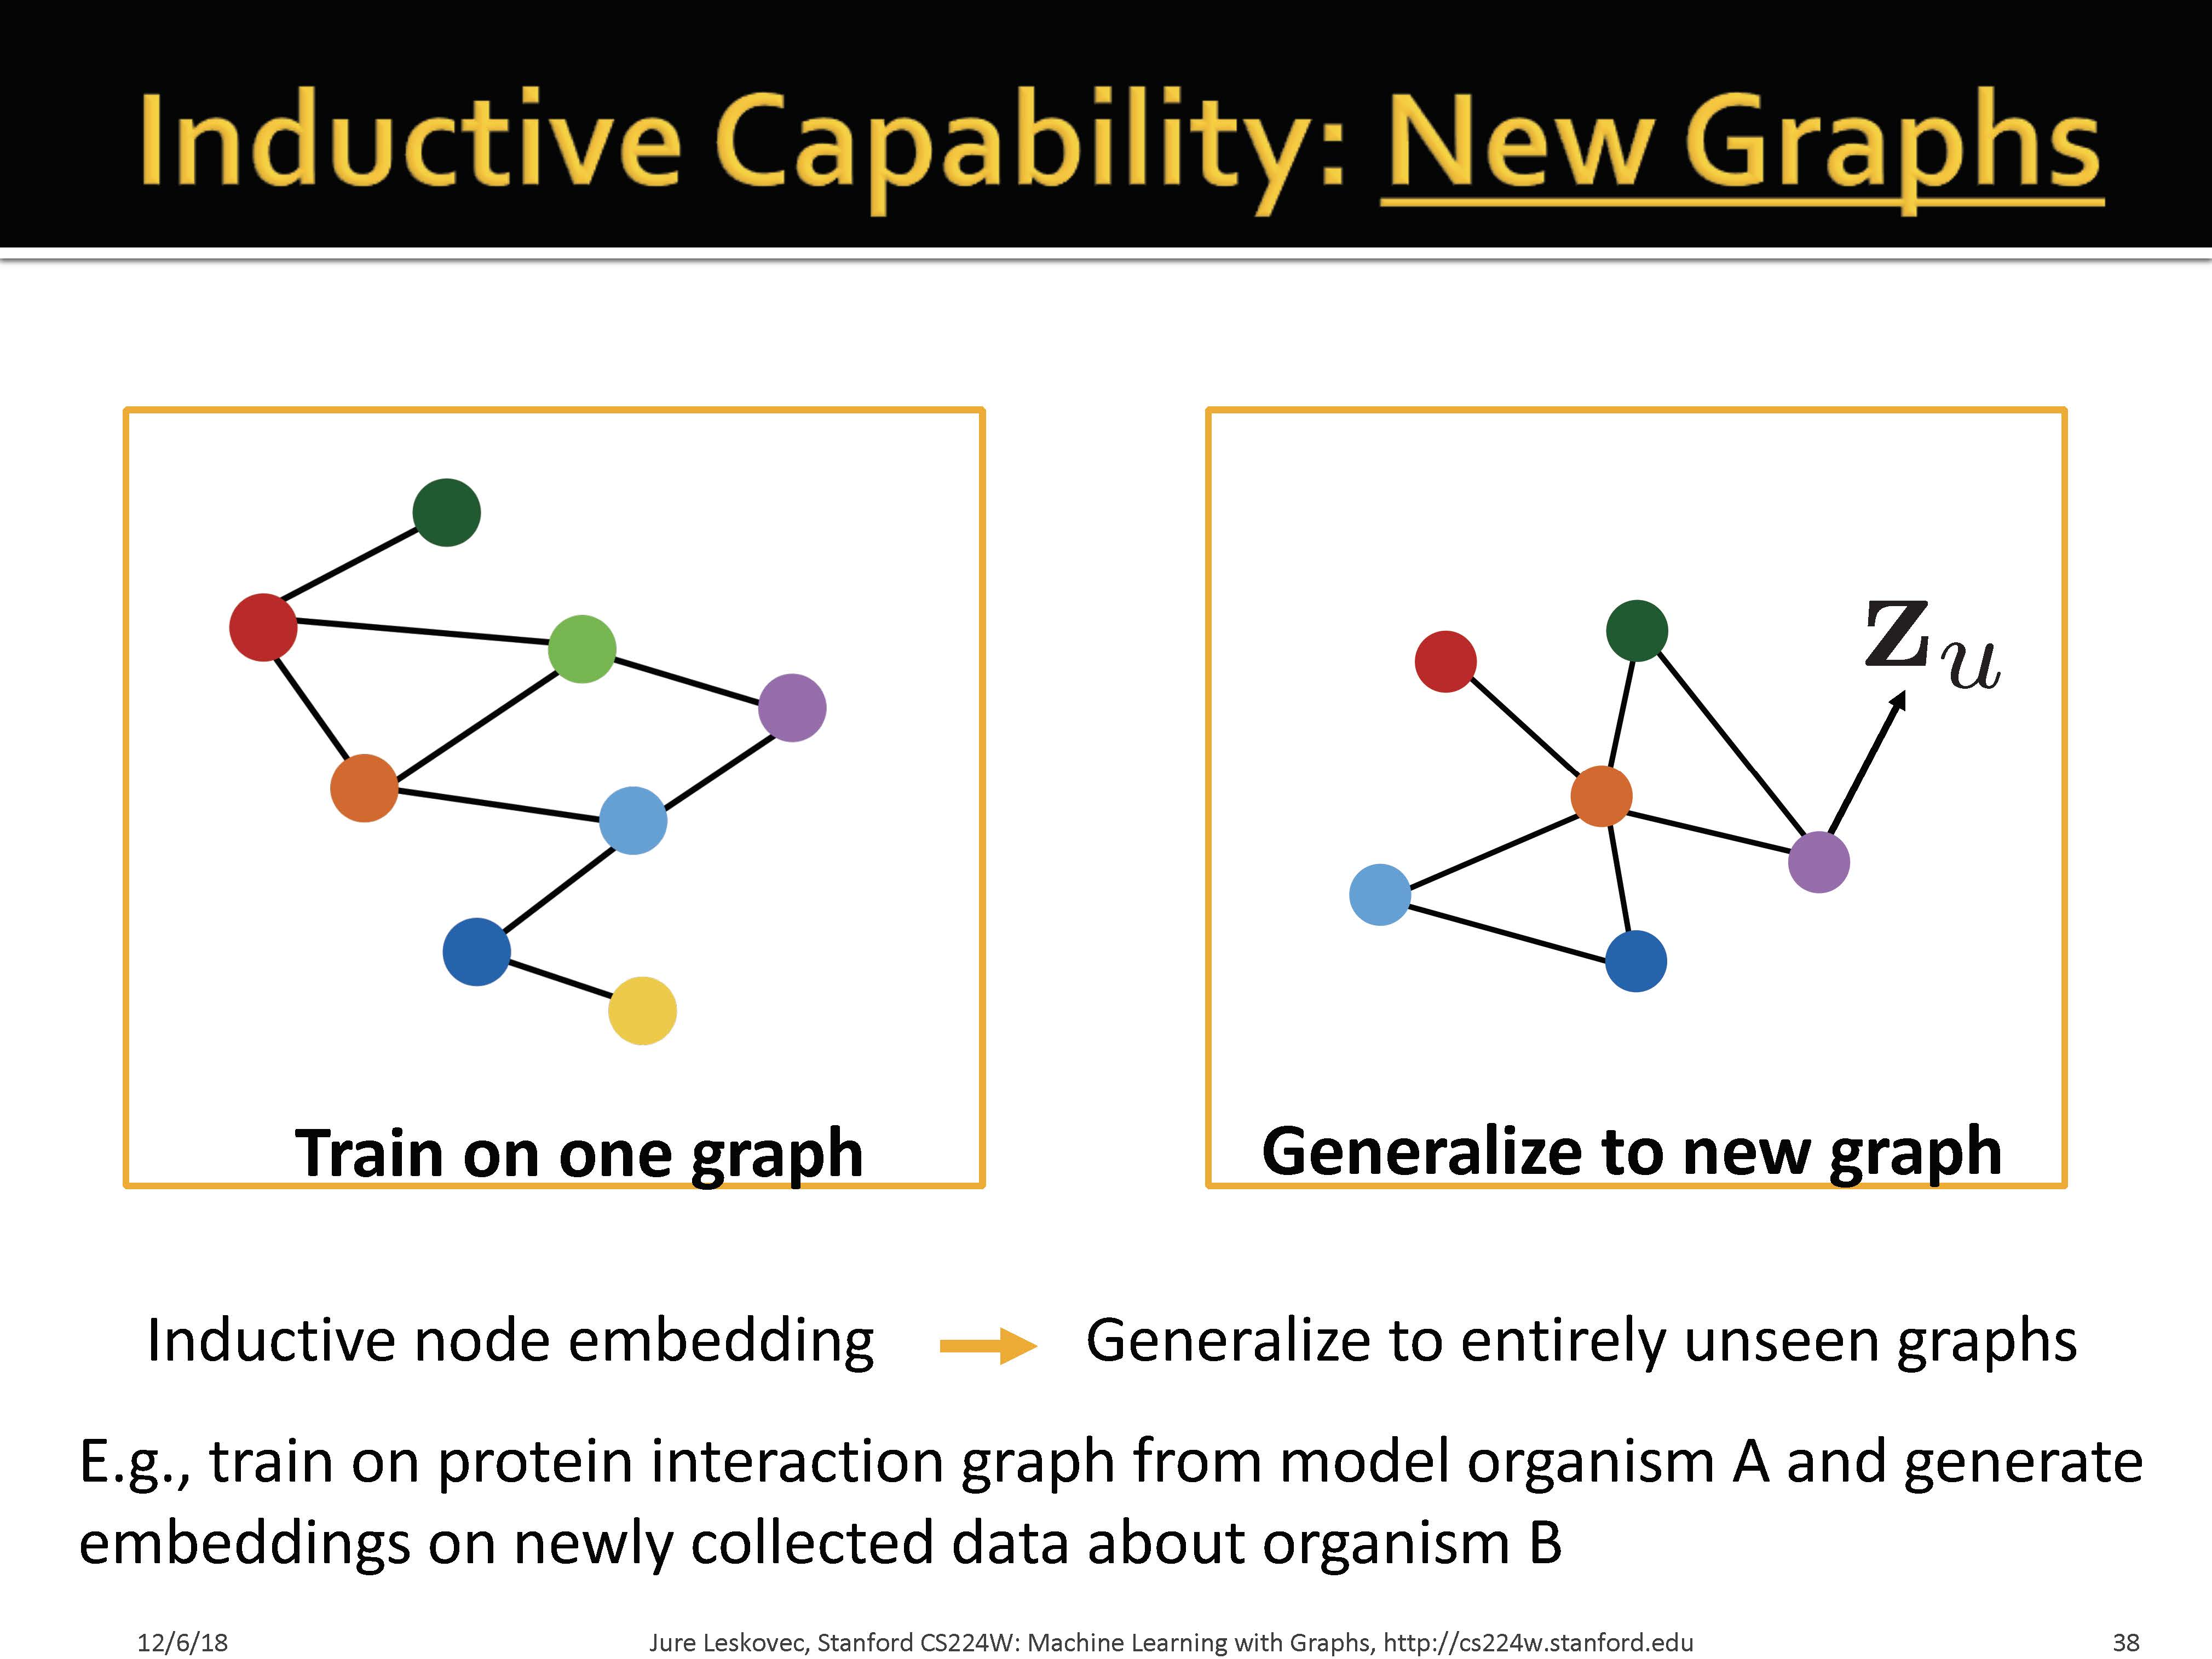 Inductive Capability: New Graphs
z_u
Train on one graph
Generalize to new graph
Inductive node embedding
Generalize to entirely unseen graphs
E.g., train on protein interaction graph from model organism A and generate
embeddings on newly collected data about organism B
12/6/18
Jure Leskovec, Stanford CS224W: Machine Learning with Graphs, http://cs224w.stanford.edu
38